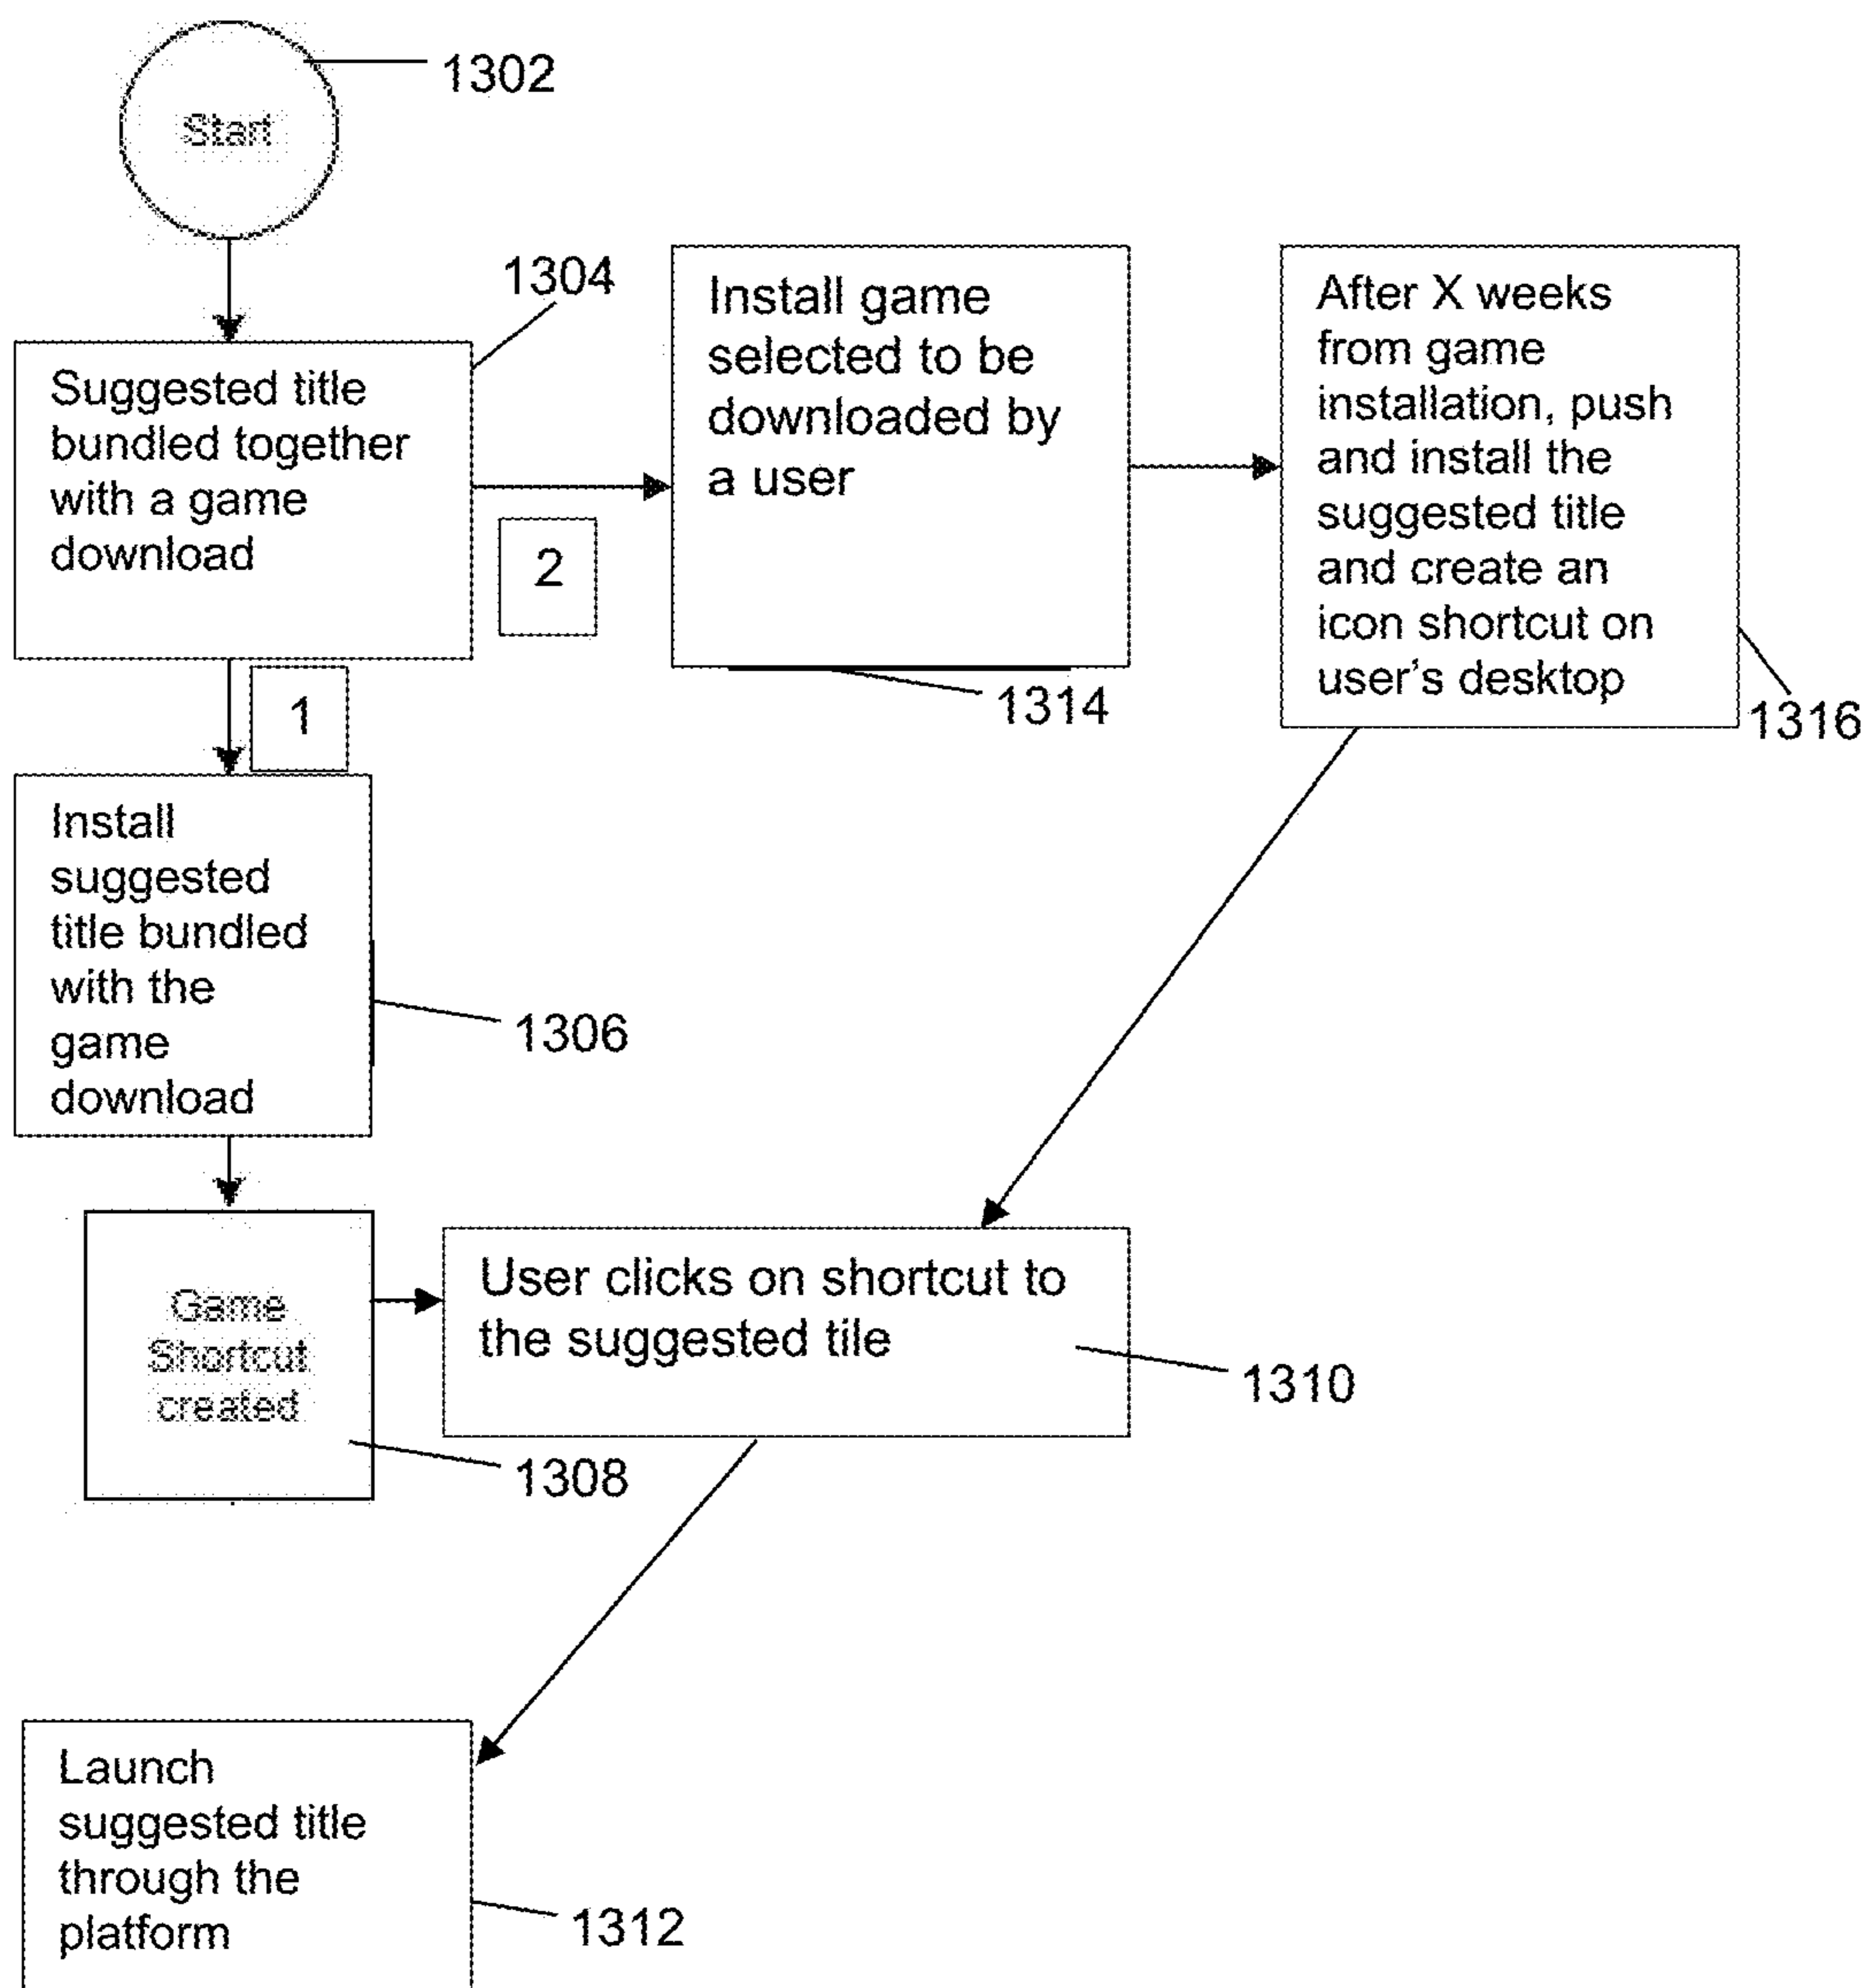 1302
Start
1304
Suggested title
bundled together
with a game
download
2
Install game
selected to be
downloaded by
a user
1314
After X weeks
from game
installation, push
and install the
suggested title
and create an
icon shortcut on
user's desktop
1316
1
Install
suggested
title bundled
with the
game
download
1306
Game
Shortcut
created
1308
User clicks on shortcut to
the suggested tile
1310
Launch
suggested title
through the
platform
1312